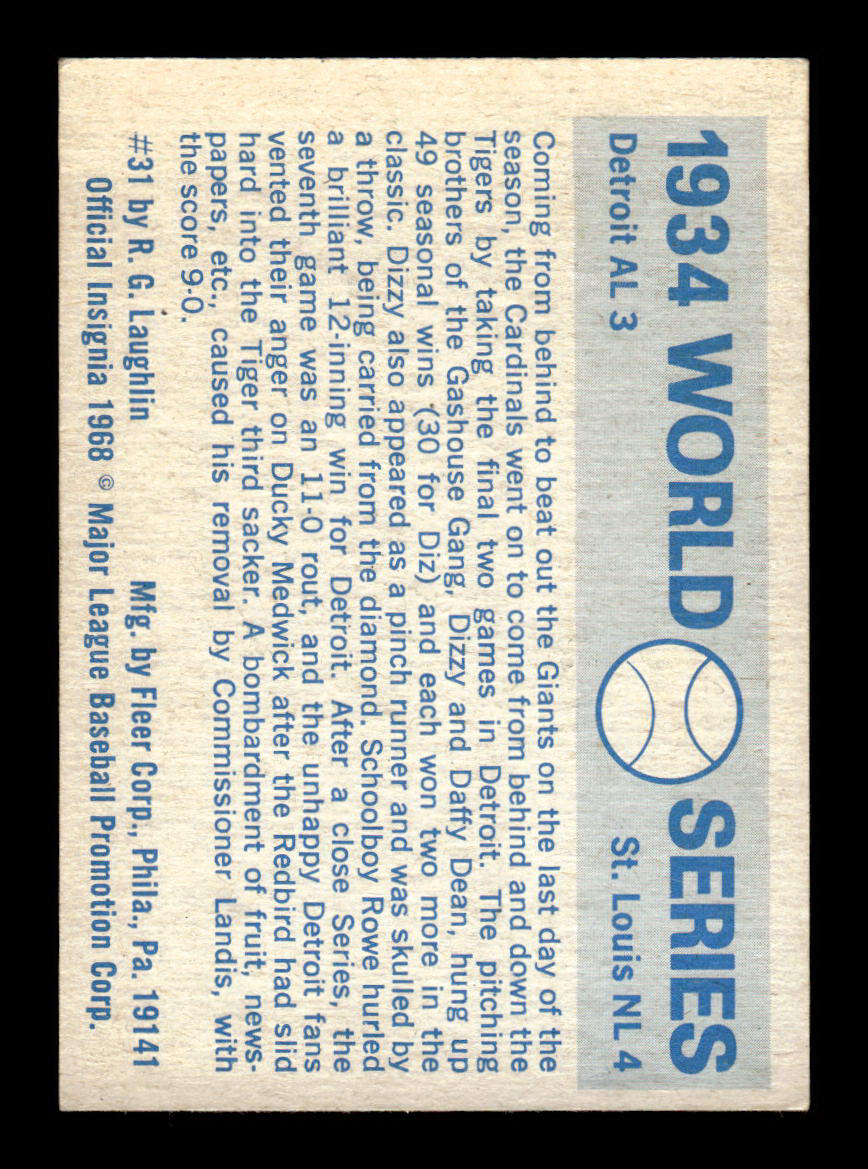 1934 WORLD SERIES
Detroit AL 3 St. Louis NL 4
Coming from behind to beat out the Giants on the last day of the
season, the Cardinals went on to come from behind and down the
Tigers by taking the final two games in Detroit. The pitching
brothers of the Gashouse Gang, Dizzy and Daffy Dean, hung up
49 seasonal wins (30 for Diz) and each won two more in the
classic. Dizzy also appeared as a pinch runner and was skulled by
a throw, being carried from the diamond. Schoolboy Rowe hurled
a brilliant 12-inning win for Detroit. After a close Series, the
seventh game was an 11-0 rout, and the unhappy Detroit fans
vented their anger on Ducky Medwick after the Redbird had slid
hard into the Tiger third sacker. A bombardment of fruit, news-
papers, etc., caused his removal by Commissioner Landis, with
the score 9-0.
#31 by R. G. Laughlin Mfg. by Fleer Corp., Phila., Pa. 19141
Official Insignia 1968 © Major League Baseball Promotion Corp.